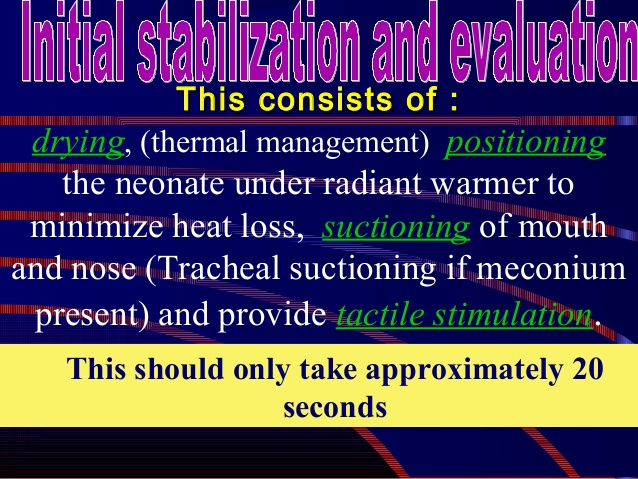 Initial stabilization and evaluation
This consists of :
drying, (thermal management) positioning
the neonate under radiant warmer to
minimize heat loss, suctioning of mouth
and nose (Tracheal suctioning if meconium
present) and provide tactile stimulation.
This should only take approximately 20
seconds